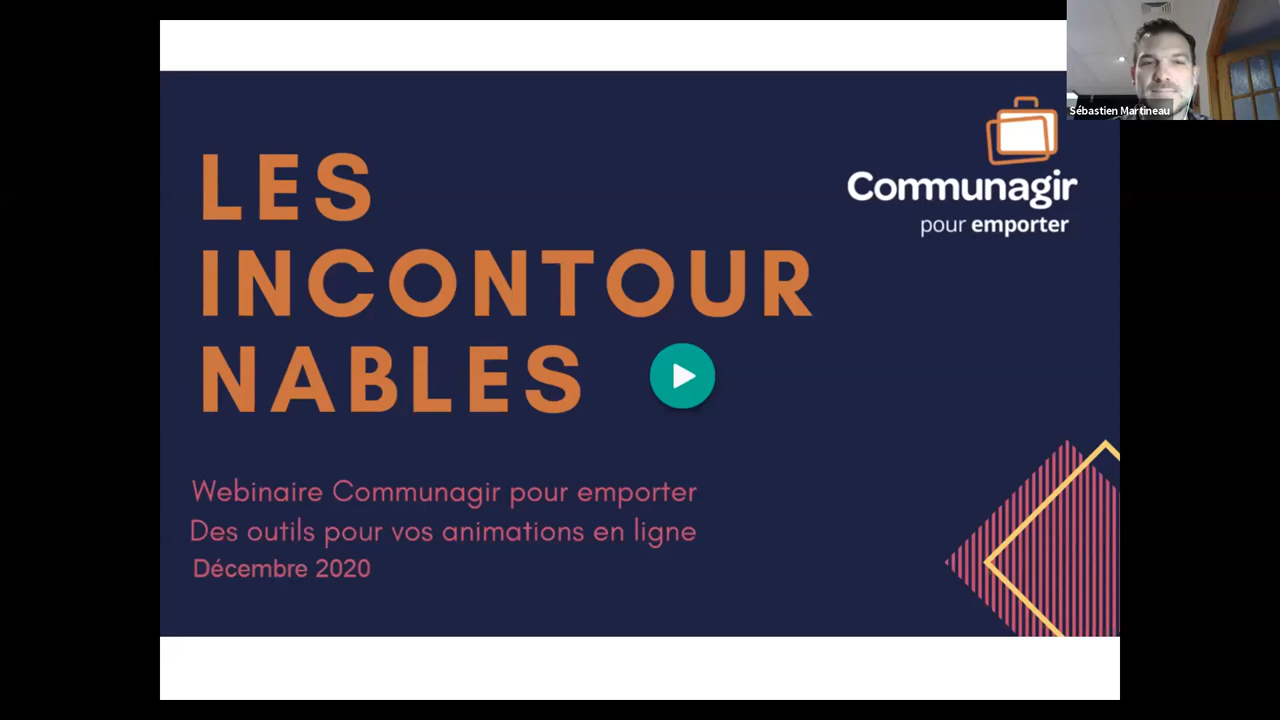 Sébastien Martineau
Communagir
pour emporter
LES
INCONTOUR
NABLES
Webinaire Communagir pour emporter
Des outils pour vos animations en ligne
Décembre 2020